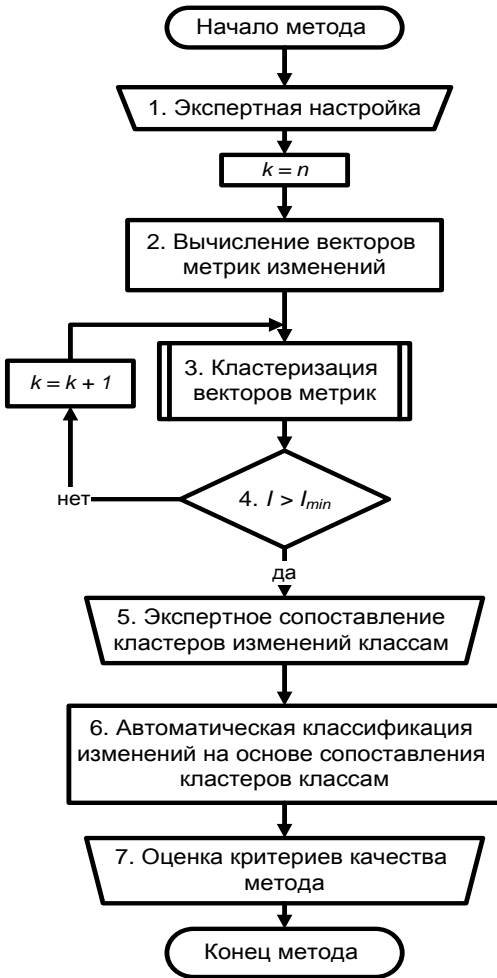 Начало метода
1. Экспертная настройка
k = n
2. Вычисление векторов
метрик изменений
3. Кластеризация
векторов метрик
k = k + 1
4. I > Imin
нет
да
5. Экспертное сопоставление
кластеров изменений классам
6. Автоматическая классификация
изменений на основе сопоставления
кластеров классам
7. Оценка критериев качества
метода
Конец метода